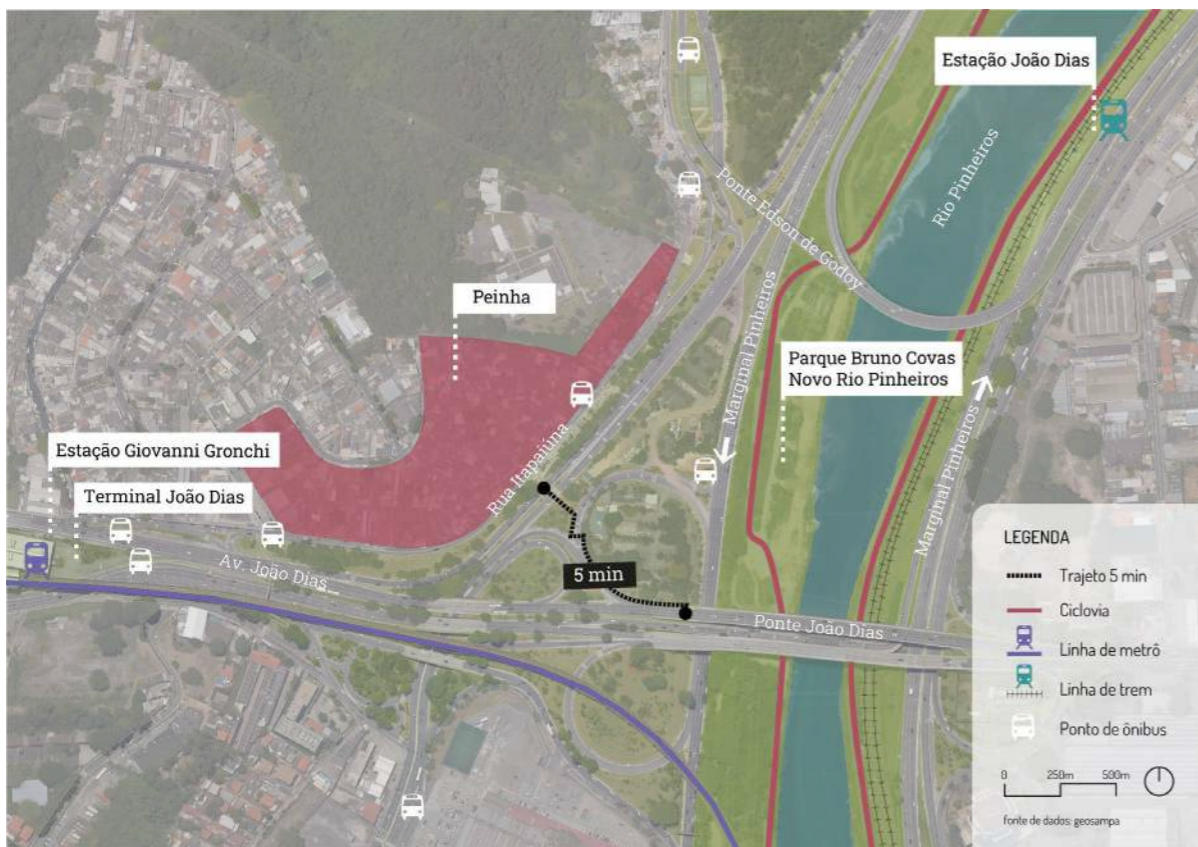 Estação João Dias
Rio Pinheiros
Ponte Edson de Godoy
Peinha
Marginal Pinheiros
Parque Bruno Covas
Novo Rio Pinheiros
Rua Itapaiúna
Marginal Pinheiros
Estação Giovanni Gronchi
Terminal João Dias
Av. João Dias
5 min
Ponte João Dias
LEGENDA
Trajeto 5 min
Ciclovia
Linha de metrô
Linha de trem
Ponto de ônibus
0 250m 500m
fonte de dados: geosampa